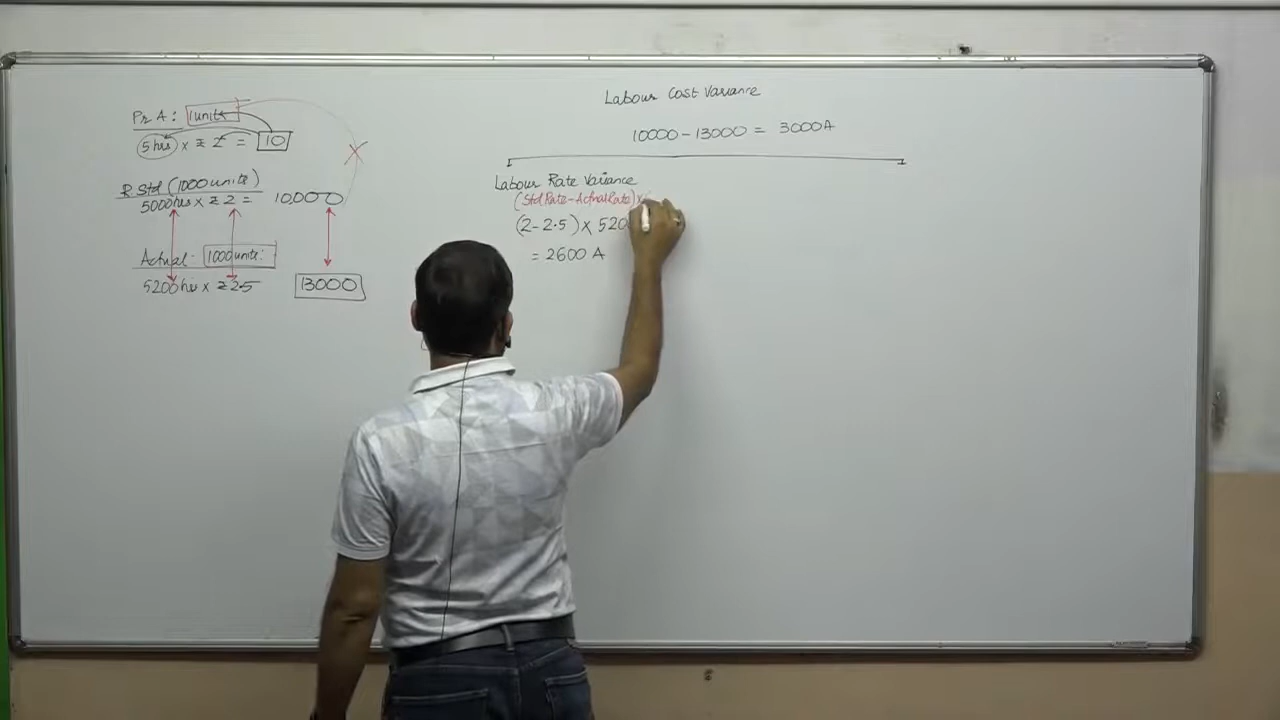 Pr A: 1 unit
5 hrs x ₹ 2 = 10
R Std (1000 units)
5000 hrs x ₹ 2 = 10,000
Actual: 1000 units:
5200 hrs x ₹ 2.5 13000
Labour Cost Variance
10000 - 13000 = 3000 A
Labour Rate Variance
(Std Rate - Actual Rate) x
(2 - 2.5) x 520
= 2600 A